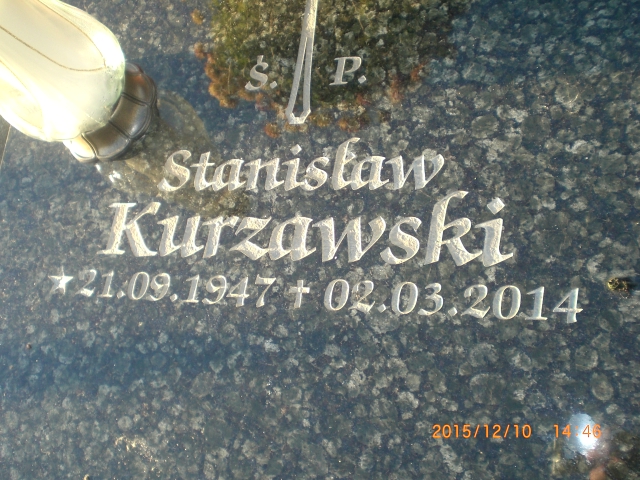 Ś. P.
Stanisław
Kurzawski
★21.09.1947 ✝ 02.03.2014
2015/12/10 14 46